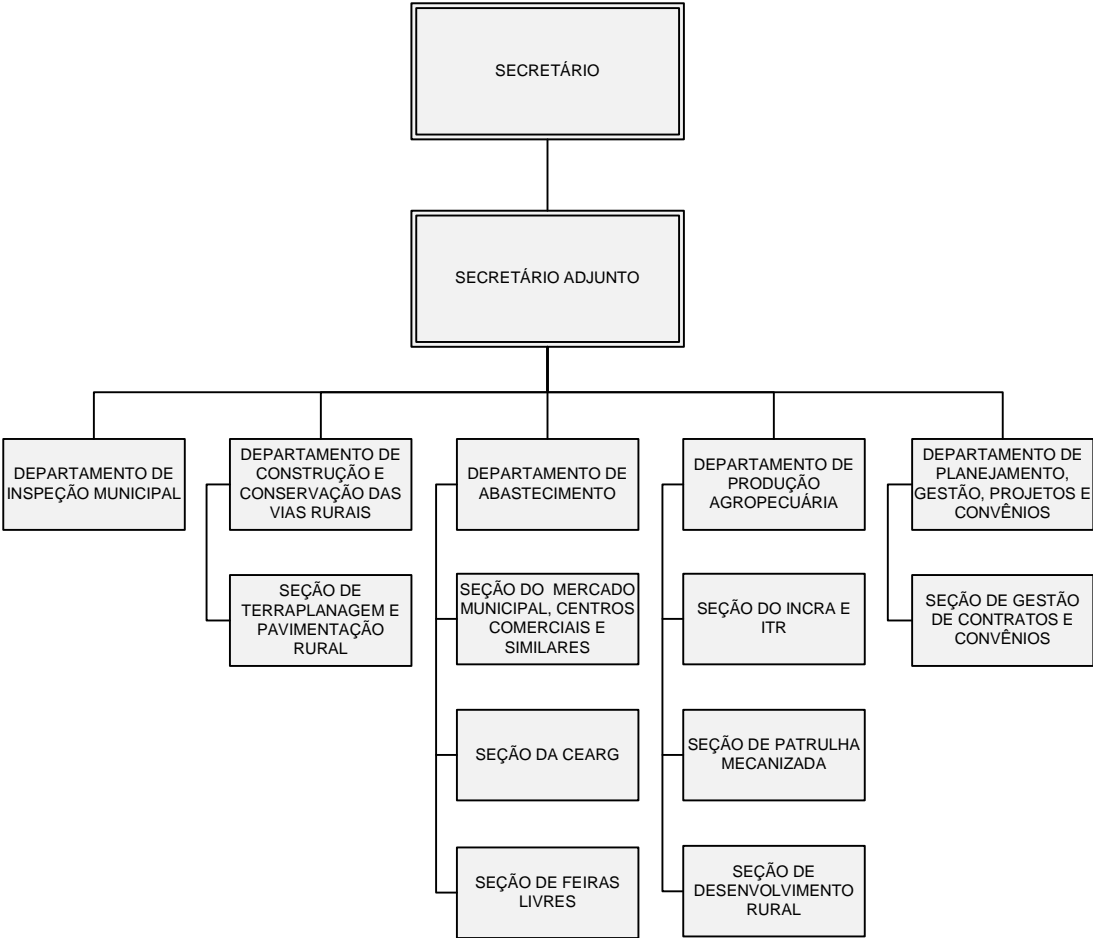 SECRETÁRIO
SECRETÁRIO ADJUNTO
DEPARTAMENTO DE
INSPEÇÃO MUNICIPAL
DEPARTAMENTO DE
CONSTRUÇÃO E
CONSERVAÇÃO DAS
VIAS RURAIS
DEPARTAMENTO DE
ABASTECIMENTO
DEPARTAMENTO DE
PRODUÇÃO
AGROPECUÁRIA
DEPARTAMENTO DE
PLANEJAMENTO,
GESTÃO, PROJETOS E
CONVÊNIOS
SEÇÃO DE
TERRAPLANAGEM E
PAVIMENTAÇÃO
RURAL
SEÇÃO DO MERCADO
MUNICIPAL, CENTROS
COMERCIAIS E
SIMILARES
SEÇÃO DO INCRA E
ITR
SEÇÃO DE GESTÃO
DE CONTRATOS E
CONVÊNIOS
SEÇÃO DA CEARG
SEÇÃO DE PATRULHA
MECANIZADA
SEÇÃO DE FEIRAS
LIVRES
SEÇÃO DE
DESENVOLVIMENTO
RURAL